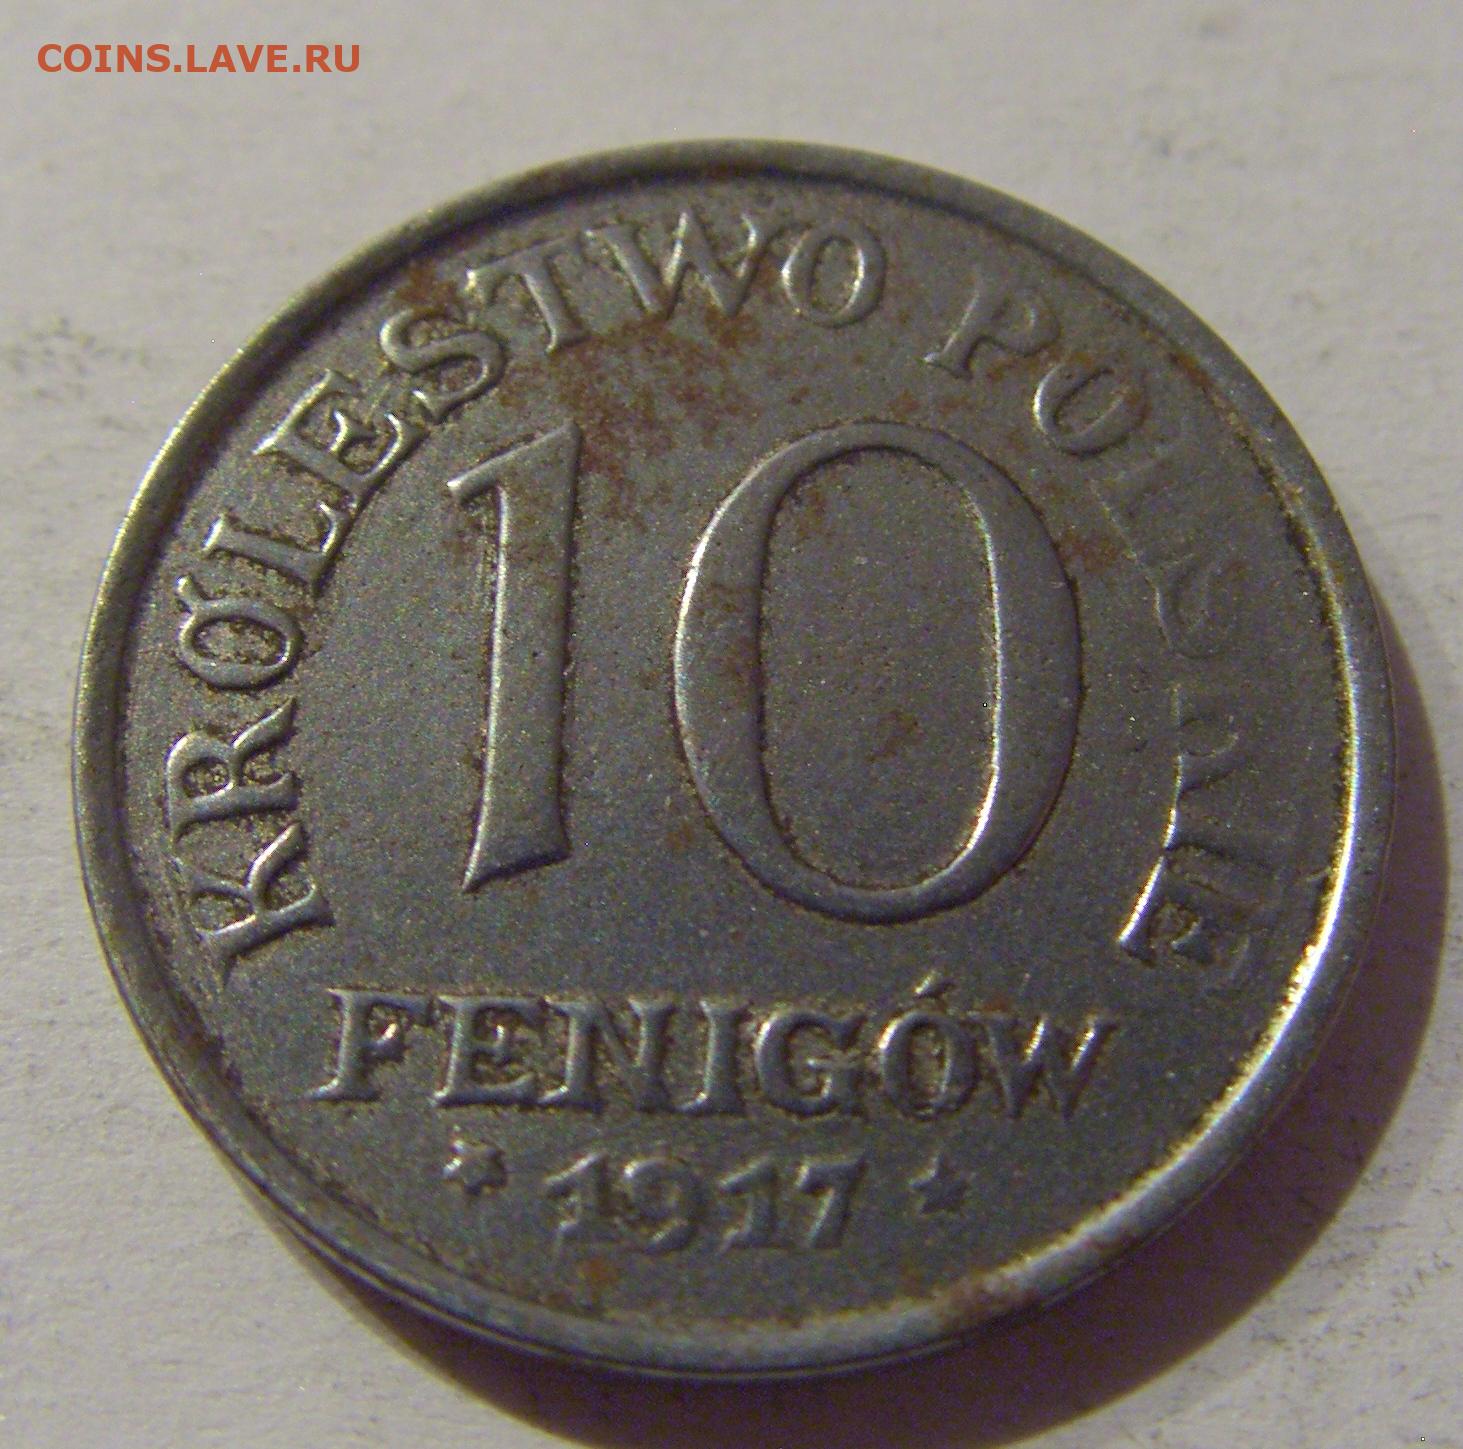 COINS.LAVE.RU
KRÓLESTWO POLSKIE
10
FENIGÓW
* 1917 *